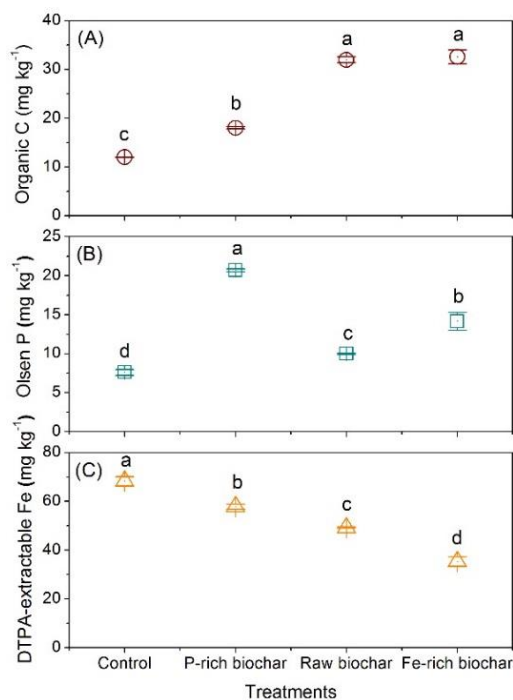 (A)
Organic C (mg kg⁻¹)
40
30
20
10
0
c
b
a
a
(B)
Olsen P (mg kg⁻¹)
25
20
15
10
5
0
d
a
c
b
(C)
DTPA-extractable Fe (mg kg⁻¹)
80
60
40
20
0
a
b
c
d
Control P-rich biochar Raw biochar Fe-rich biochar
Treatments